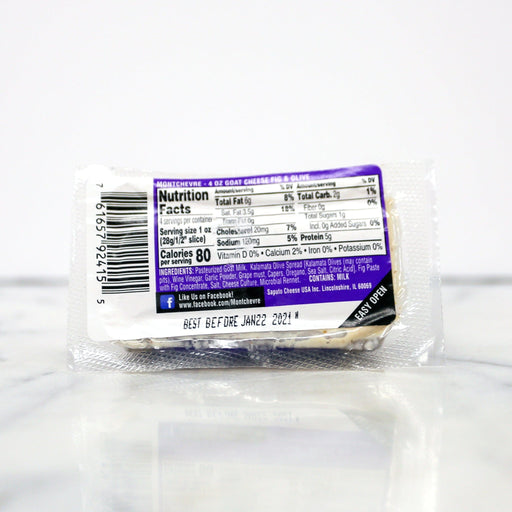 MONTCHEVRE - 4 OZ GOAT CHEESE FIG & OLIVE
Nutrition Facts
4 servings per container
Serving size 1 oz
(28g/1/2" slice)
Calories per serving 80
Amount/serving % DV
Total Fat 6g 8%
Sat. Fat 3.5g 18%
Trans Fat 0g
Cholesterol 20mg 7%
Sodium 120mg 5%
Amount/serving % DV
Total Carb. 2g 1%
Fiber 0g 0%
Total Sugars 1g
Incl. 0g Added Sugars 0%
Protein 5g
Vitamin D 0% • Calcium 2% • Iron 0% • Potassium 0%
INGREDIENTS: Pasteurized Goat Milk, Kalamata Olive Spread [Kalamata Olives (may contain
pits), Wine Vinegar, Garlic Powder, Grape must, Capers, Oregano, Sea Salt, Citric Acid], Fig Paste
with Fig Concentrate, Salt, Cheese Culture, Microbial Rennet. CONTAINS: MILK
f Like Us on Facebook!
www.facebook.com/Montchevre
Saputo Cheese USA Inc. Lincolnshire, IL 60069
EASY OPEN
BEST BEFORE JAN22 2021
7 61657 92415 5